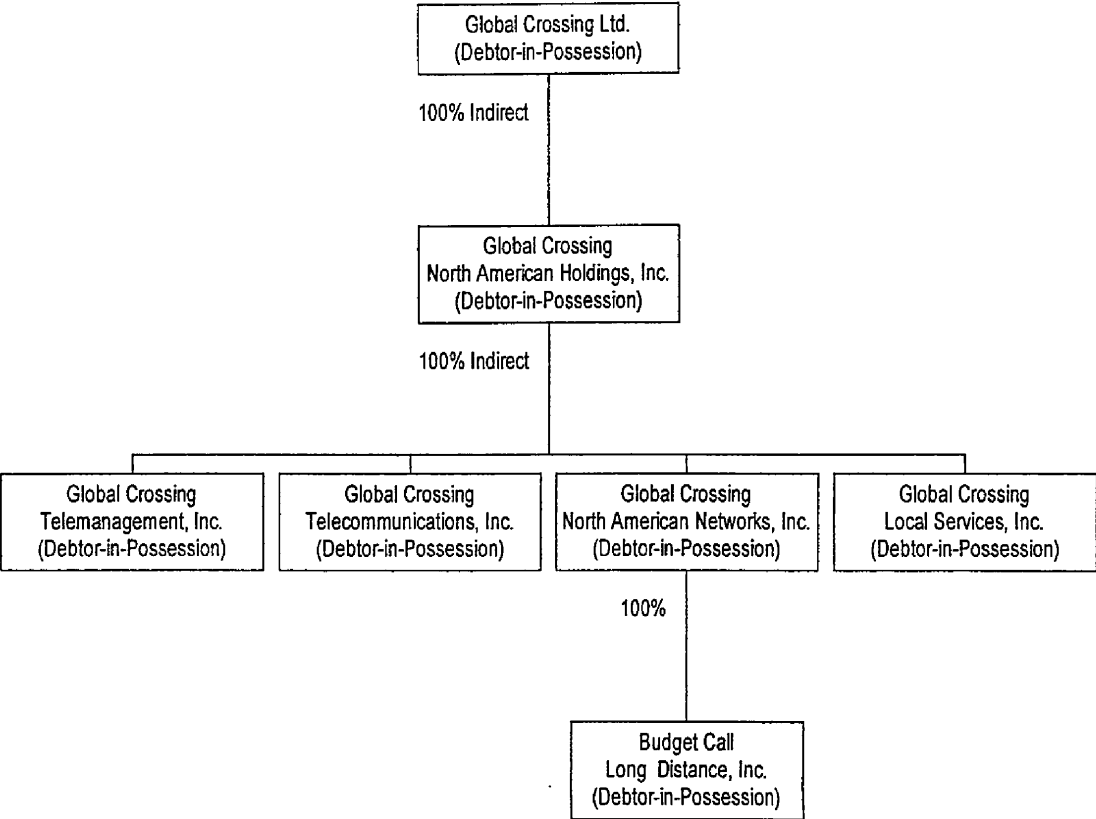 Global Crossing Ltd.
(Debtor-in-Possession)
100% Indirect
Global Crossing
North American Holdings, Inc.
(Debtor-in-Possession)
100% Indirect
Global Crossing
Telemanagement, Inc.
(Debtor-in-Possession)
Global Crossing
Telecommunications, Inc.
(Debtor-in-Possession)
Global Crossing
North American Networks, Inc.
(Debtor-in-Possession)
Global Crossing
Local Services, Inc.
(Debtor-in-Possession)
100%
Budget Call
Long Distance, Inc.
(Debtor-in-Possession)